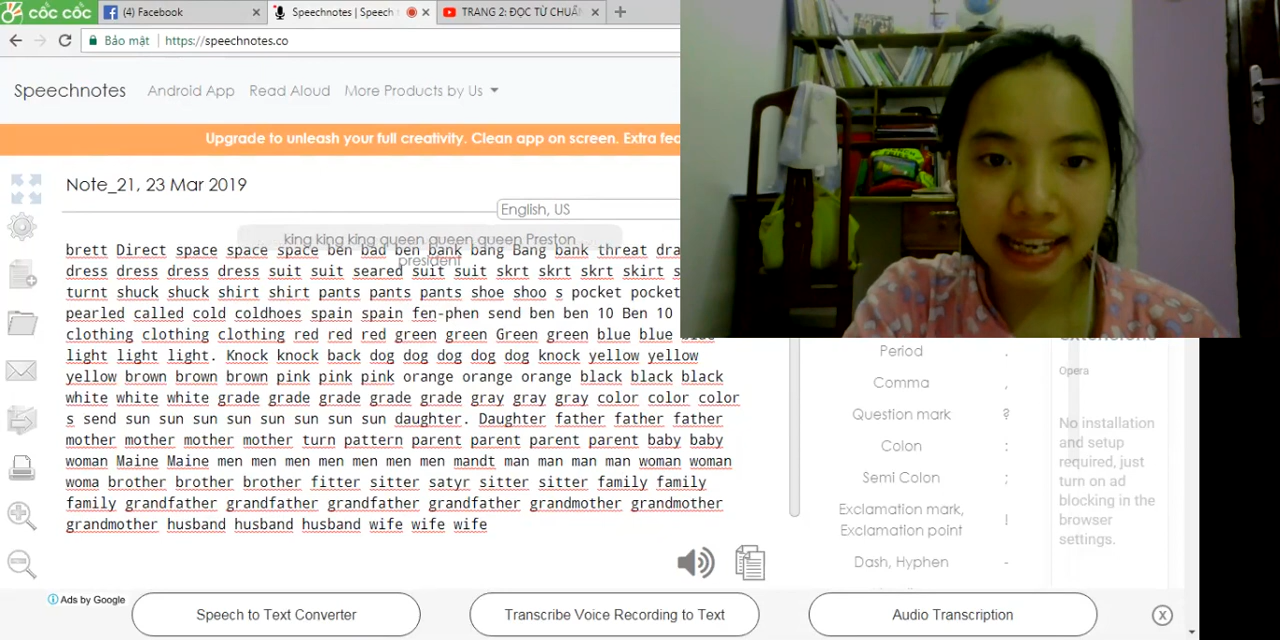 cốc cốc
(4) Facebook
Speechnotes | Speech
TRANG 2: ĐỌC TỪ CHUẨ
Bảo mật
https://speechnotes.co
Speechnotes
Android App
Read Aloud
More Products by Us
Upgrade to unleash your full creativity. Clean app on screen. Extra fea
Note_21, 23 Mar 2019
English, US
king king king queen queen queen Preston
president
brett Direct space space space ben bad ben bank bang Bang bank threat dra
dress dress dress dress suit suit seared suit suit skrt skrt skrt skirt s
turnt shuck shuck shirt shirt pants pants pants shoe shoo s pocket pocket
pearled called cold coldhoes spain spain fen-phen send ben ben 10 Ben 10
clothing clothing clothing red red red green green Green green blue blue
light light light. Knock knock back dog dog dog dog dog knock yellow yellow
yellow brown brown brown pink pink pink orange orange orange black black black
white white white grade grade grade grade grade gray gray gray color color color
s send sun sun sun sun sun sun sun sun daughter. Daughter father father father
mother mother mother mother turn pattern parent parent parent parent baby baby
woman Maine Maine men men men men men men men mandt man man man man woman woman
woma brother brother brother fitter sitter satyr sitter sitter family family
family grandfather grandfather grandfather grandfather grandmother grandmother
grandmother husband husband husband wife wife wife
Period .
Comma ,
Question mark ?
Colon :
Semi Colon ;
Exclamation mark,
Exclamation point !
Dash, Hyphen -
Opera
No installation
and setup
required, just
turn on ad
blocking in the
browser
settings.
Ads by Google
Speech to Text Converter
Transcribe Voice Recording to Text
Audio Transcription